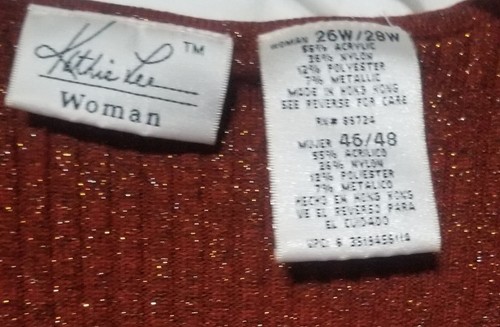 Kathie Lee ™
Woman
WOMAN 26W/28W
55% ACRYLIC
26% NYLON
12% POLYESTER
7% METALLIC
MADE IN HONG KONG
SEE REVERSE FOR CARE
RN#
MUJER 46/48
55% ACRILICO
26% NYLON
12% POLIESTER
7% METALICO
HECHO EN HONG KONG
VE EL REVERSO PARA
EL CUIDADO
UPC: